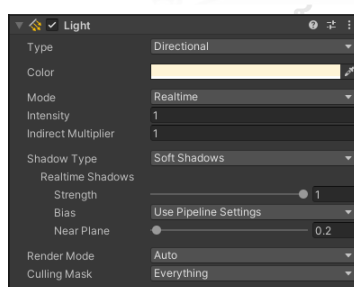 Light
Type Directional
Color
Mode Realtime
Intensity 1
Indirect Multiplier 1
Shadow Type Soft Shadows
Realtime Shadows
Strength 1
Bias Use Pipeline Settings
Near Plane 0.2
Render Mode Auto
Culling Mask Everything